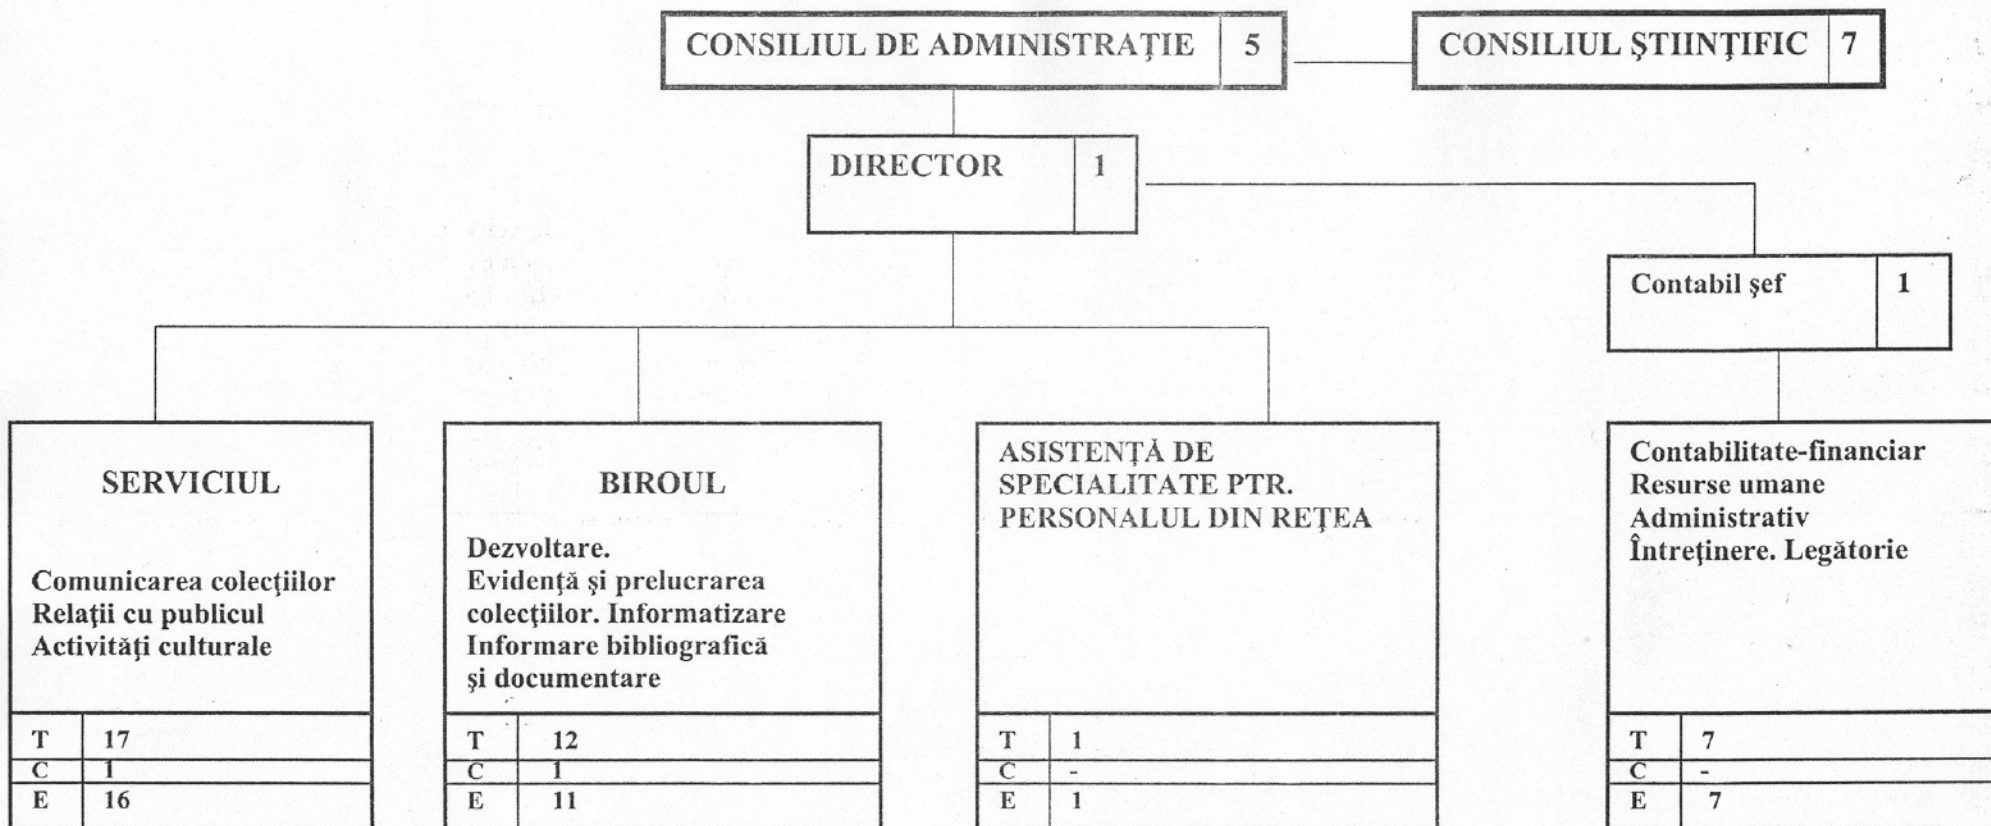 CONSILIUL DE ADMINISTRAŢIE 5
CONSILIUL ŞTIINŢIFIC 7
DIRECTOR 1
Contabil şef 1
SERVICIUL
Comunicarea colecţiilor
Relaţii cu publicul
Activităţi culturale
T 17
C 1
E 16
BIROUL
Dezvoltare.
Evidenţă şi prelucrarea
colecţiilor. Informatizare
Informare bibliografică
şi documentare
T 12
C 1
E 11
ASISTENŢĂ DE
SPECIALITATE PTR.
PERSONALUL DIN REŢEA
T 1
C -
E 1
Contabilitate-financiar
Resurse umane
Administrativ
Întreţinere. Legătorie
T 7
C -
E 7